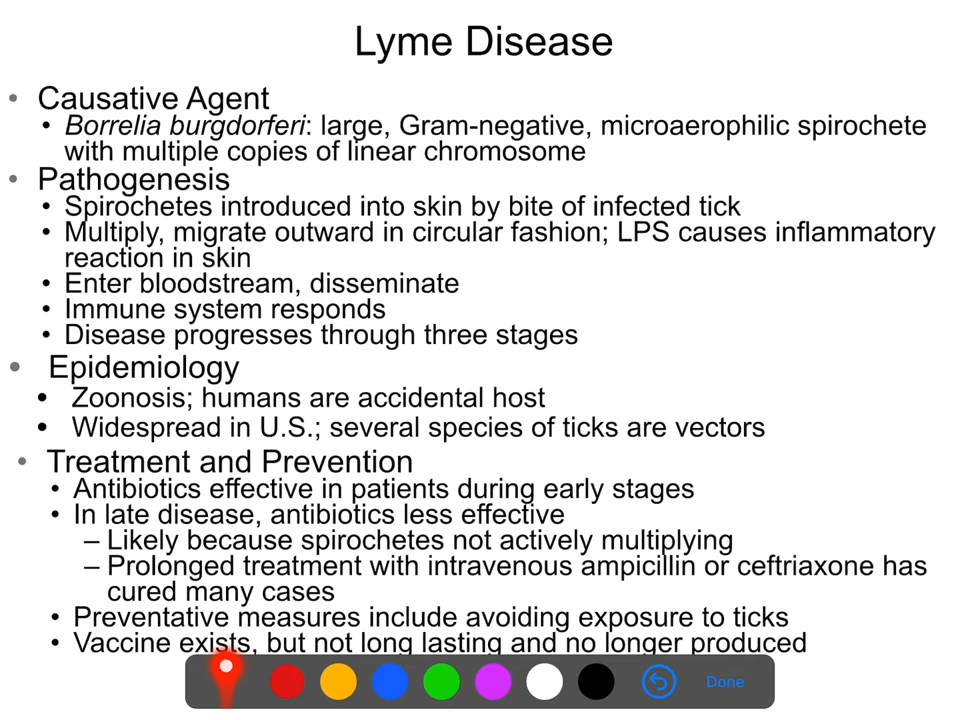 Lyme Disease
• Causative Agent
• Borrelia burgdorferi: large, Gram-negative, microaerophilic spirochete
with multiple copies of linear chromosome
• Pathogenesis
• Spirochetes introduced into skin by bite of infected tick
• Multiply, migrate outward in circular fashion; LPS causes inflammatory
reaction in skin
• Enter bloodstream, disseminate
• Immune system responds
• Disease progresses through three stages
• Epidemiology
• Zoonosis; humans are accidental host
• Widespread in U.S.; several species of ticks are vectors
• Treatment and Prevention
• Antibiotics effective in patients during early stages
• In late disease, antibiotics less effective
– Likely because spirochetes not actively multiplying
– Prolonged treatment with intravenous ampicillin or ceftriaxone has
cured many cases
• Preventative measures include avoiding exposure to ticks
• Vaccine exists, but not long lasting and no longer produced
Done